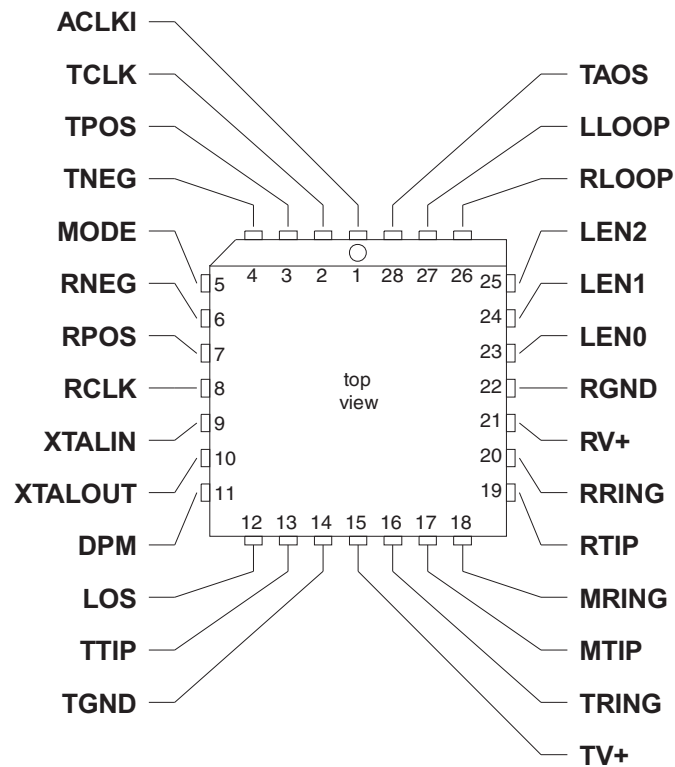 ACLKI
TCLK
TPOS
TNEG
MODE
RNEG
RPOS
RCLK
XTALIN
XTALOUT
DPM
LOS
TTIP
TGND
TAOS
LLOOP
RLOOP
LEN2
LEN1
LEN0
RGND
RV+
RRING
RTIP
MRING
MTIP
TRING
TV+
4 3 2 1 28 27 26
5
6
7
8
9
10
11
25
24
23
22
21
20
19
top
view
12 13 14 15 16 17 18